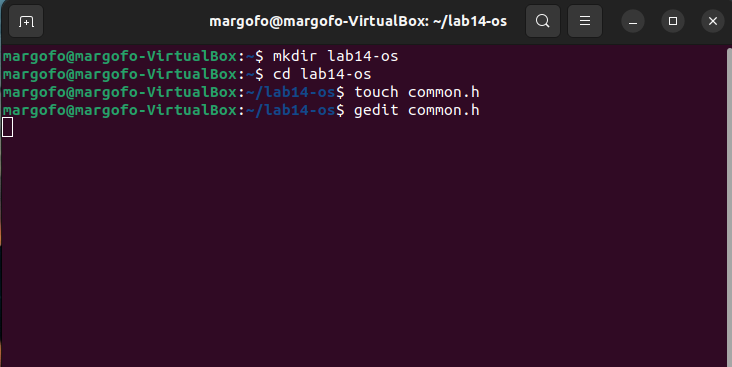 margofo@margofo-VirtualBox: ~/lab14-os
margofo@margofo-VirtualBox:~$ mkdir lab14-os
margofo@margofo-VirtualBox:~$ cd lab14-os
margofo@margofo-VirtualBox:~/lab14-os$ touch common.h
margofo@margofo-VirtualBox:~/lab14-os$ gedit common.h